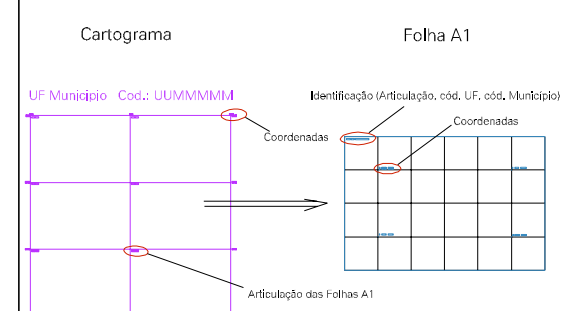 Cartograma
Folha A1
UF Município Cod.: UUMMMMM
Identificação (Articulação, cód. UF, cód. Município)
Coordenadas
Coordenadas
Articulação das Folhas A1